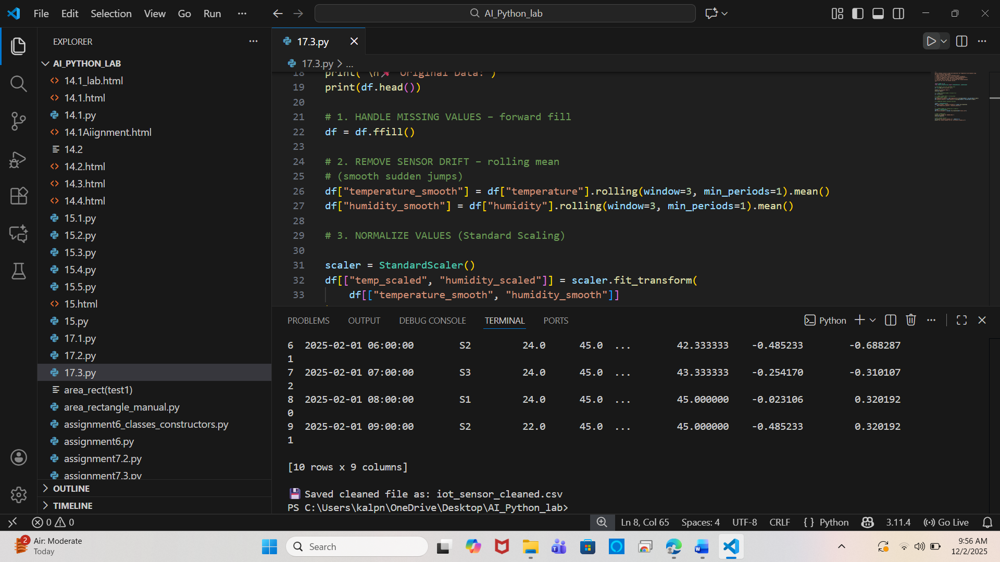 File Edit Selection View Go Run ...
AI_Python_lab
EXPLORER
AI_PYTHON_LAB
14.1_lab.html
14.1.html
14.1.py
14.1Aiignment.html
14.2
14.2.html
14.3.html
14.4.html
15.1.py
15.2.py
15.3.py
15.4.py
15.5.py
15.html
15.py
17.1.py
17.2.py
17.3.py
area_rect(test1)
area_rectangle_manual.py
assignment6_classes_constructors.py
assignment6.py
assignment7.2.py
assignment7.3.py
OUTLINE
TIMELINE
17.3.py
17.3.py > ...
18 print("\n📌 Original Data:")
19 print(df.head())
20
21 # 1. HANDLE MISSING VALUES – forward fill
22 df = df.ffill()
23
24 # 2. REMOVE SENSOR DRIFT – rolling mean
25 # (smooth sudden jumps)
26 df["temperature_smooth"] = df["temperature"].rolling(window=3, min_periods=1).mean()
27 df["humidity_smooth"] = df["humidity"].rolling(window=3, min_periods=1).mean()
28
29 # 3. NORMALIZE VALUES (Standard Scaling)
30
31 scaler = StandardScaler()
32 df[["temp_scaled", "humidity_scaled"]] = scaler.fit_transform(
33 df[["temperature_smooth", "humidity_smooth"]]
PROBLEMS OUTPUT DEBUG CONSOLE TERMINAL PORTS
Python
6 2025-02-01 06:00:00 S2 24.0 45.0 ... 42.333333 -0.485233 -0.688287
1
7 2025-02-01 07:00:00 S3 24.0 45.0 ... 43.333333 -0.254170 -0.310107
2
8 2025-02-01 08:00:00 S1 24.0 45.0 ... 45.000000 -0.023106 0.320192
0
9 2025-02-01 09:00:00 S2 22.0 45.0 ... 45.000000 -0.485233 0.320192
1
[10 rows x 9 columns]
💾 Saved cleaned file as: iot_sensor_cleaned.csv
PS C:\Users\kalpn\OneDrive\Desktop\AI_Python_lab>
0 0
Ln 8, Col 65 Spaces: 4 UTF-8 CRLF {} Python 3.11.4 Go Live
2
Air: Moderate
Today
Search
9:56 AM
12/2/2025